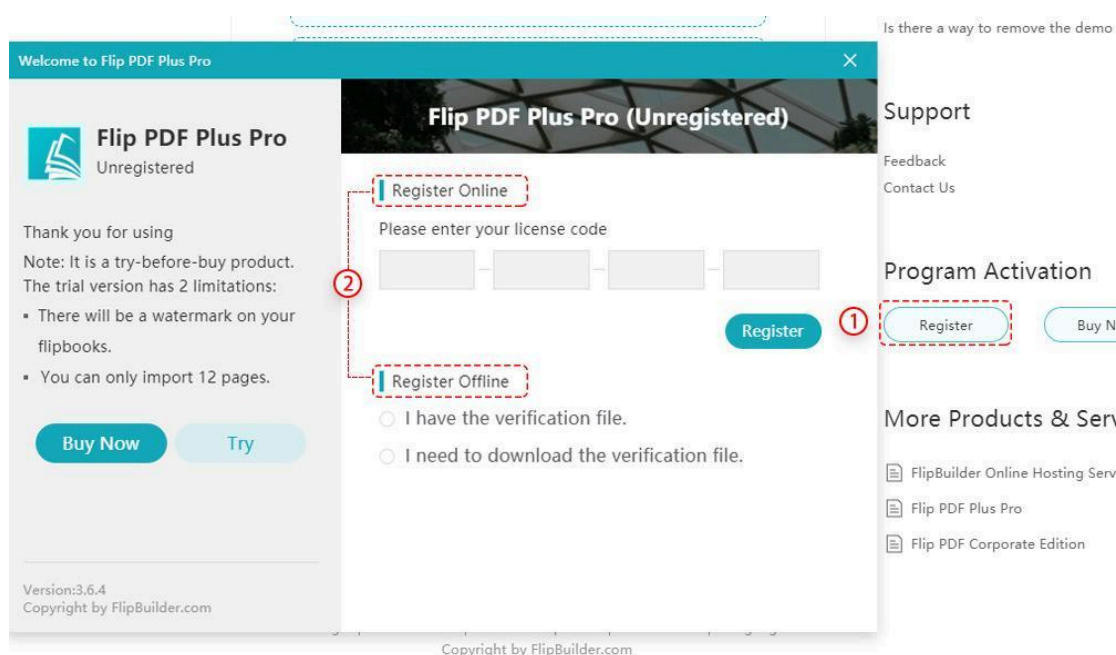 Is there a way to remove the demo
Welcome to Flip PDF Plus Pro
Flip PDF Plus Pro
Unregistered
Thank you for using
Note: It is a try-before-buy product.
The trial version has 2 limitations:
▪ There will be a watermark on your
flipbooks.
▪ You can only import 12 pages.
Buy Now
Try
Version:3.6.4
Copyright by FlipBuilder.com
Flip PDF Plus Pro (Unregistered)
Register Online
Please enter your license code
2
Register
Register Offline
I have the verification file.
I need to download the verification file.
Support
Feedback
Contact Us
Program Activation
1
Register
Buy N
More Products & Serv
FlipBuilder Online Hosting Serv
Flip PDF Plus Pro
Flip PDF Corporate Edition
Copyright by FlipBuilder.com